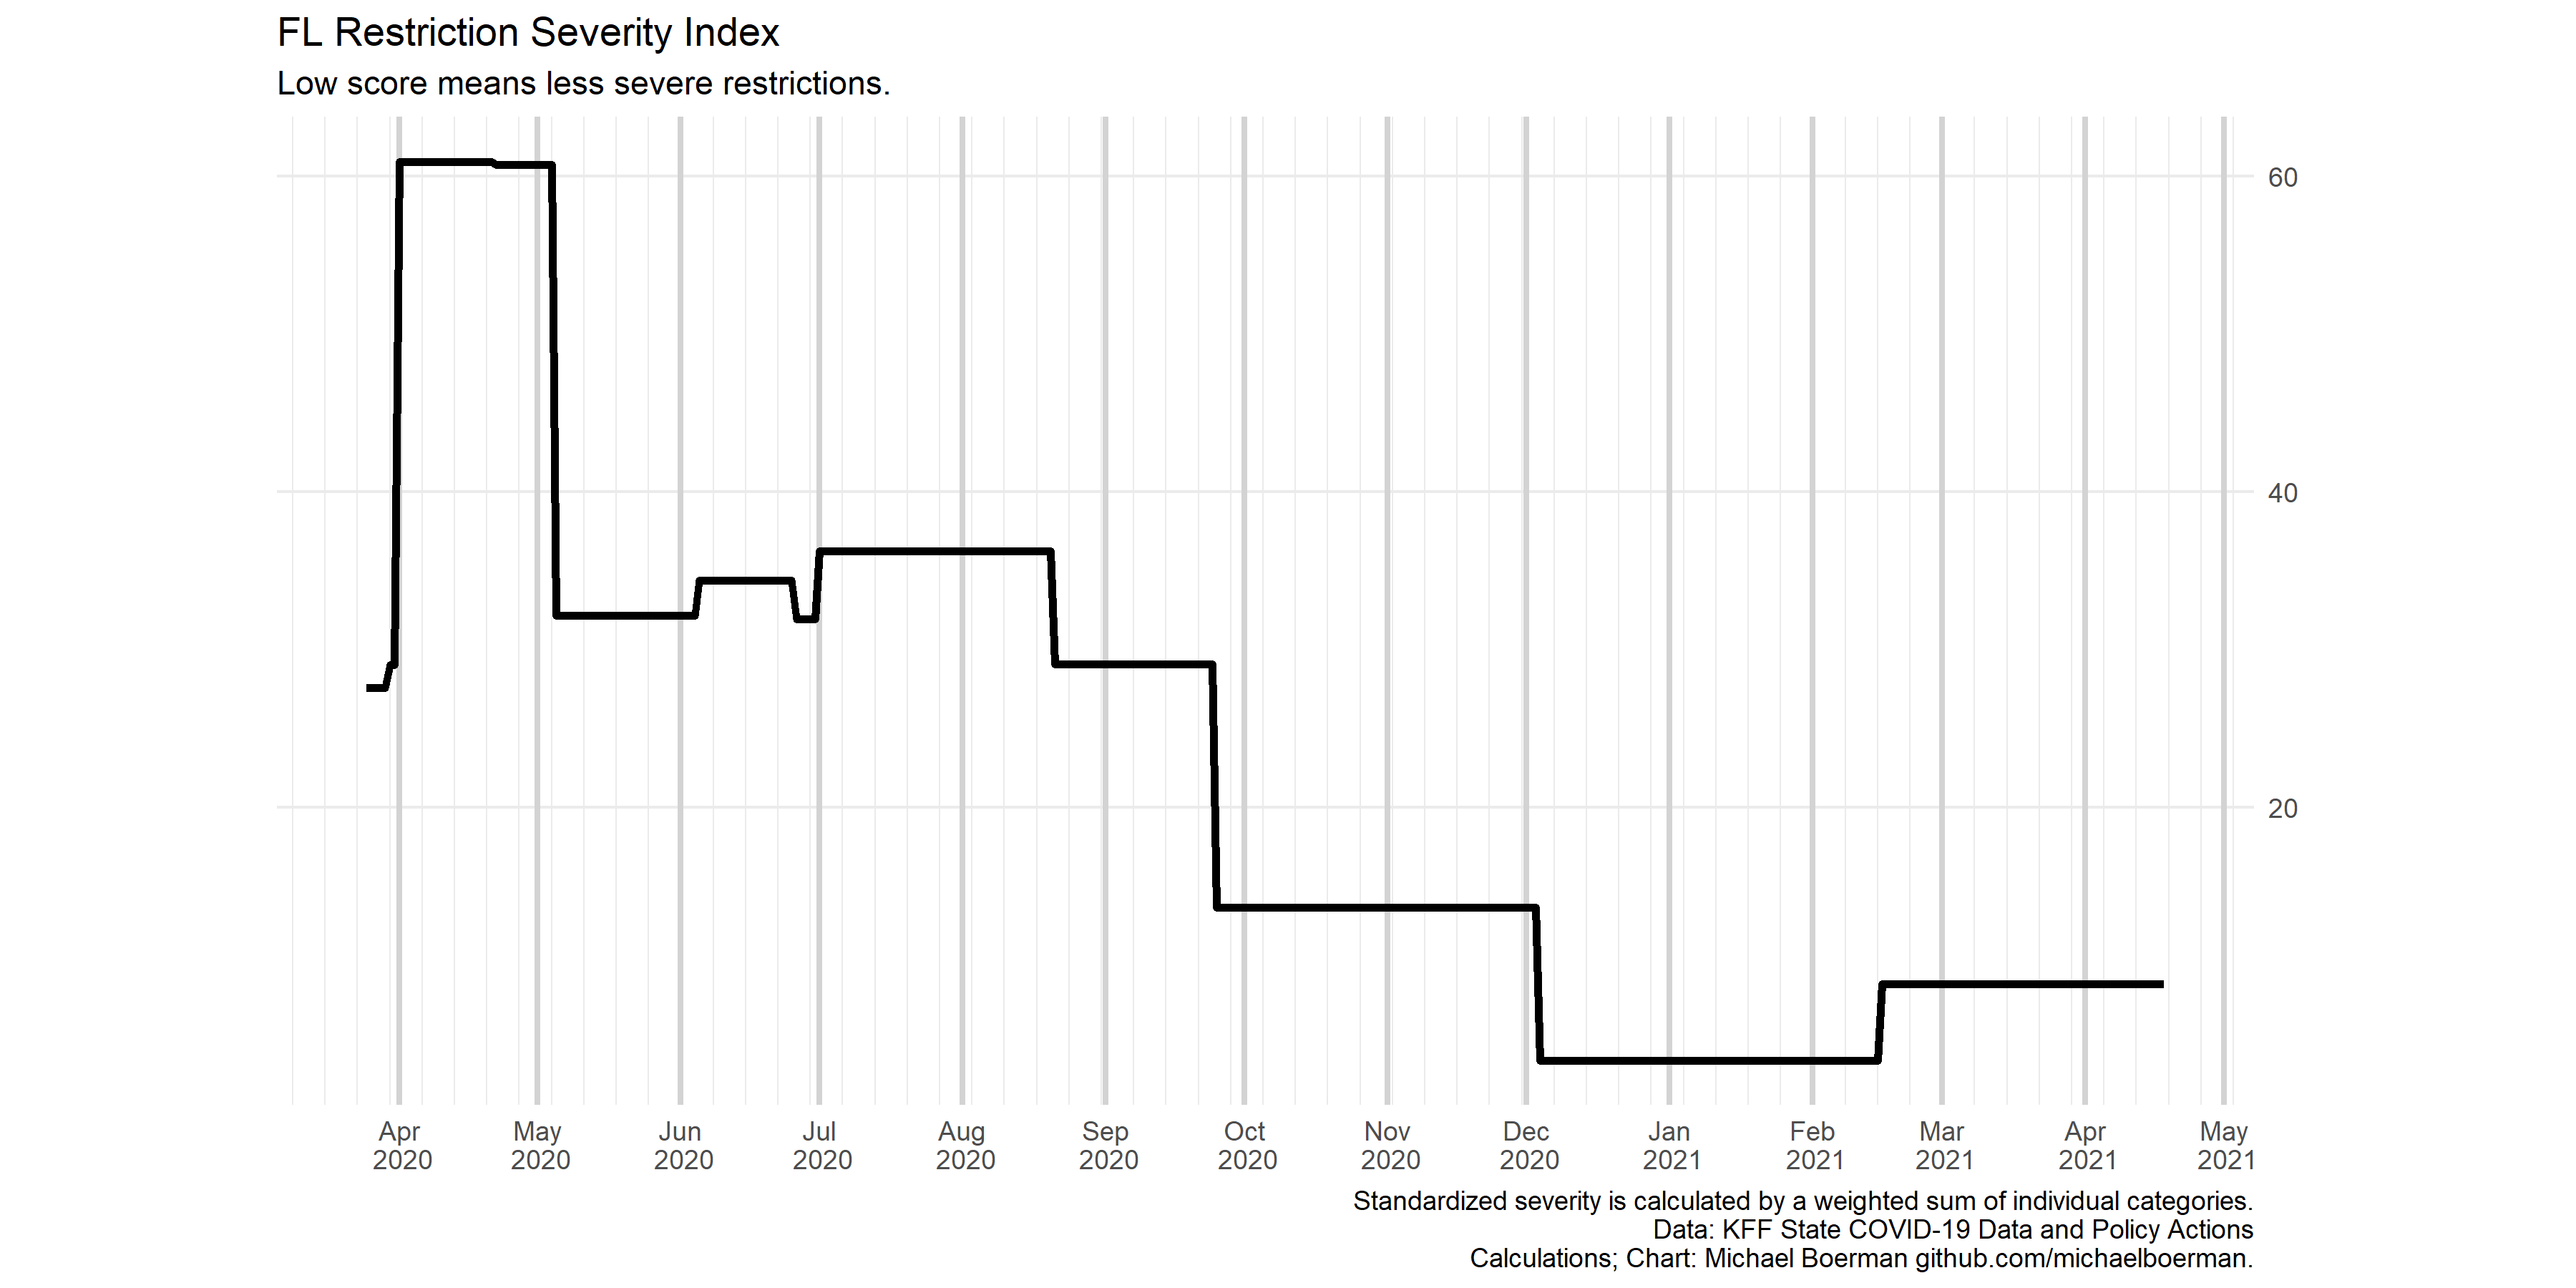 FL Restriction Severity Index
Low score means less severe restrictions.
60
40
20
Apr May Jun Jul Aug Sep Oct Nov Dec Jan Feb Mar Apr May
2020 2020 2020 2020 2020 2020 2020 2020 2020 2021 2021 2021 2021 2021
Standardized severity is calculated by a weighted sum of individual categories.
Data: KFF State COVID-19 Data and Policy Actions
Calculations; Chart: Michael Boerman github.com/michaelboerman.